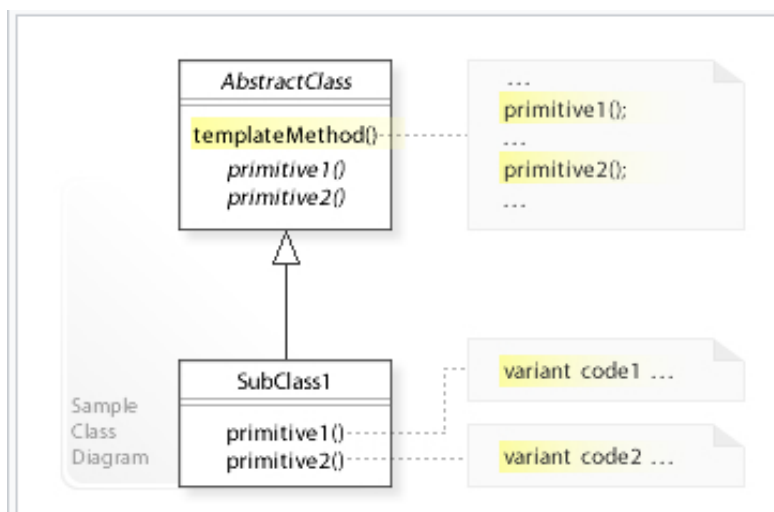 AbstractClass
templateMethod()
primitive1()
primitive2()
...
primitive1();
...
primitive2();
...
SubClass1
primitive1()
primitive2()
variant code1 ...
variant code2 ...
Sample
Class
Diagram